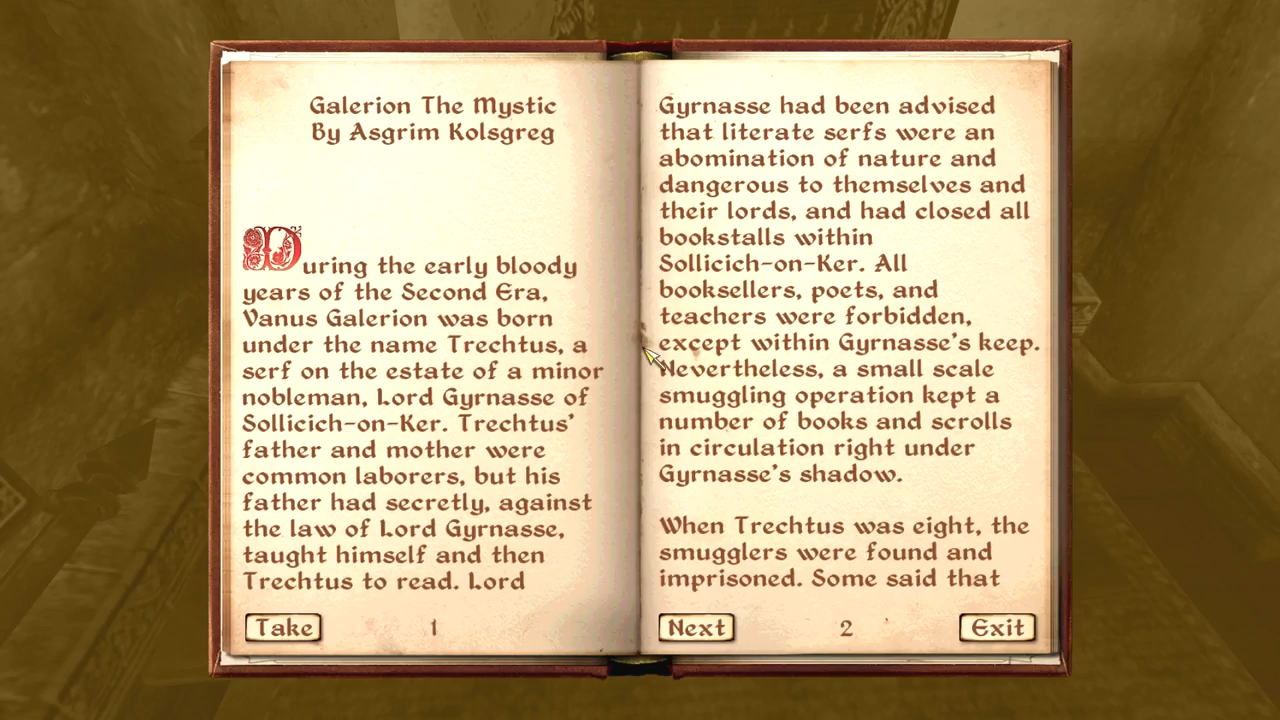 Galerion The Mystic
By Asgrim Kolsgreg
During the early bloody
years of the Second Era,
Vanus Galerion was born
under the name Trechtus, a
serf on the estate of a minor
nobleman, Lord Gyrnasse of
Sollicich-on-Ker. Trechtus'
father and mother were
common laborers, but his
father had secretly, against
the law of Lord Gyrnasse,
taught himself and then
Trechtus to read. Lord
Take
1
Gyrnasse had been advised
that literate serfs were an
abomination of nature and
dangerous to themselves and
their lords, and had closed all
bookstalls within
Sollicich-on-Ker. All
booksellers, poets, and
teachers were forbidden,
except within Gyrnasse's keep.
Nevertheless, a small scale
smuggling operation kept a
number of books and scrolls
in circulation right under
Gyrnasse's shadow.
When Trechtus was eight, the
smugglers were found and
imprisoned. Some said that
Next
2
Exit